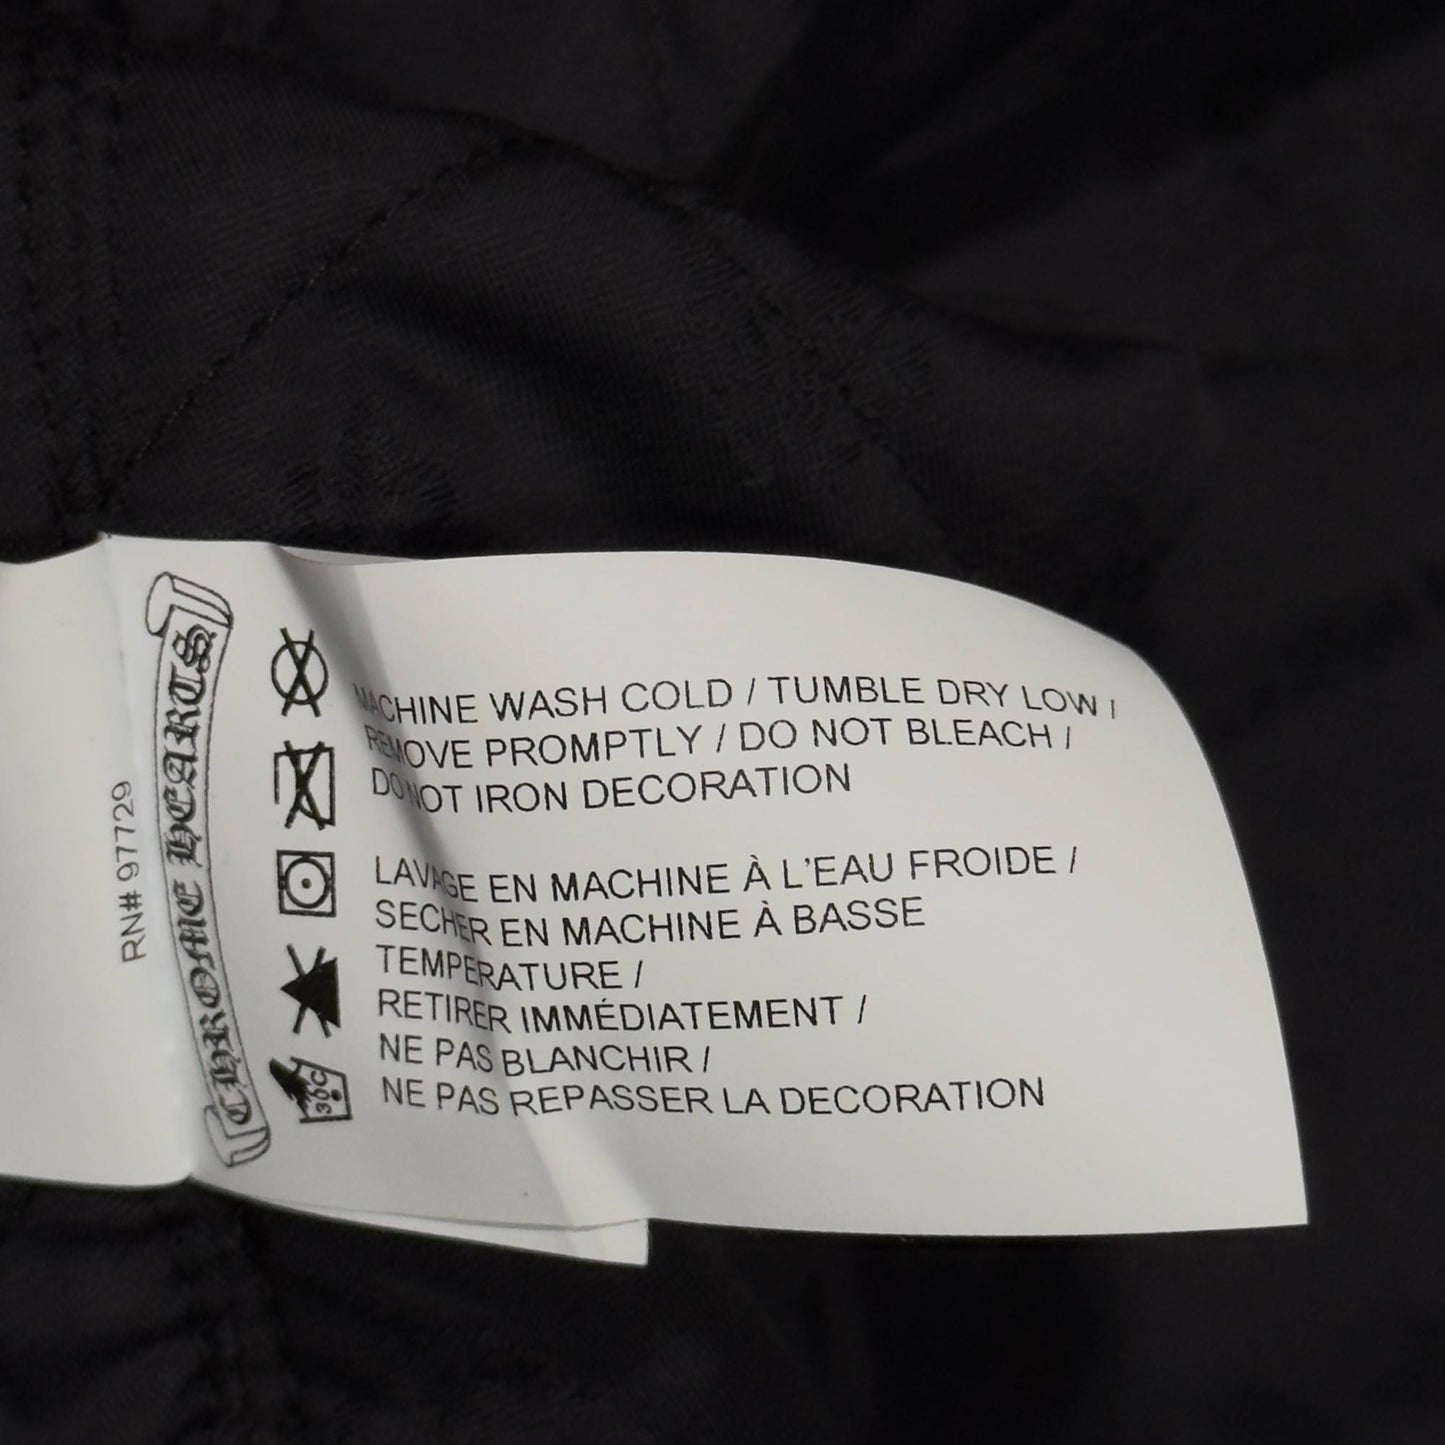 RN# 97729
CHROME HEARTS
MACHINE WASH COLD / TUMBLE DRY LOW /
REMOVE PROMPTLY / DO NOT BLEACH /
DO NOT IRON DECORATION
LAVAGE EN MACHINE À L'EAU FROIDE /
SECHER EN MACHINE À BASSE
TEMPERATURE /
RETIRER IMMÉDIATEMENT /
NE PAS BLANCHIR /
NE PAS REPASSER LA DECORATION
30C